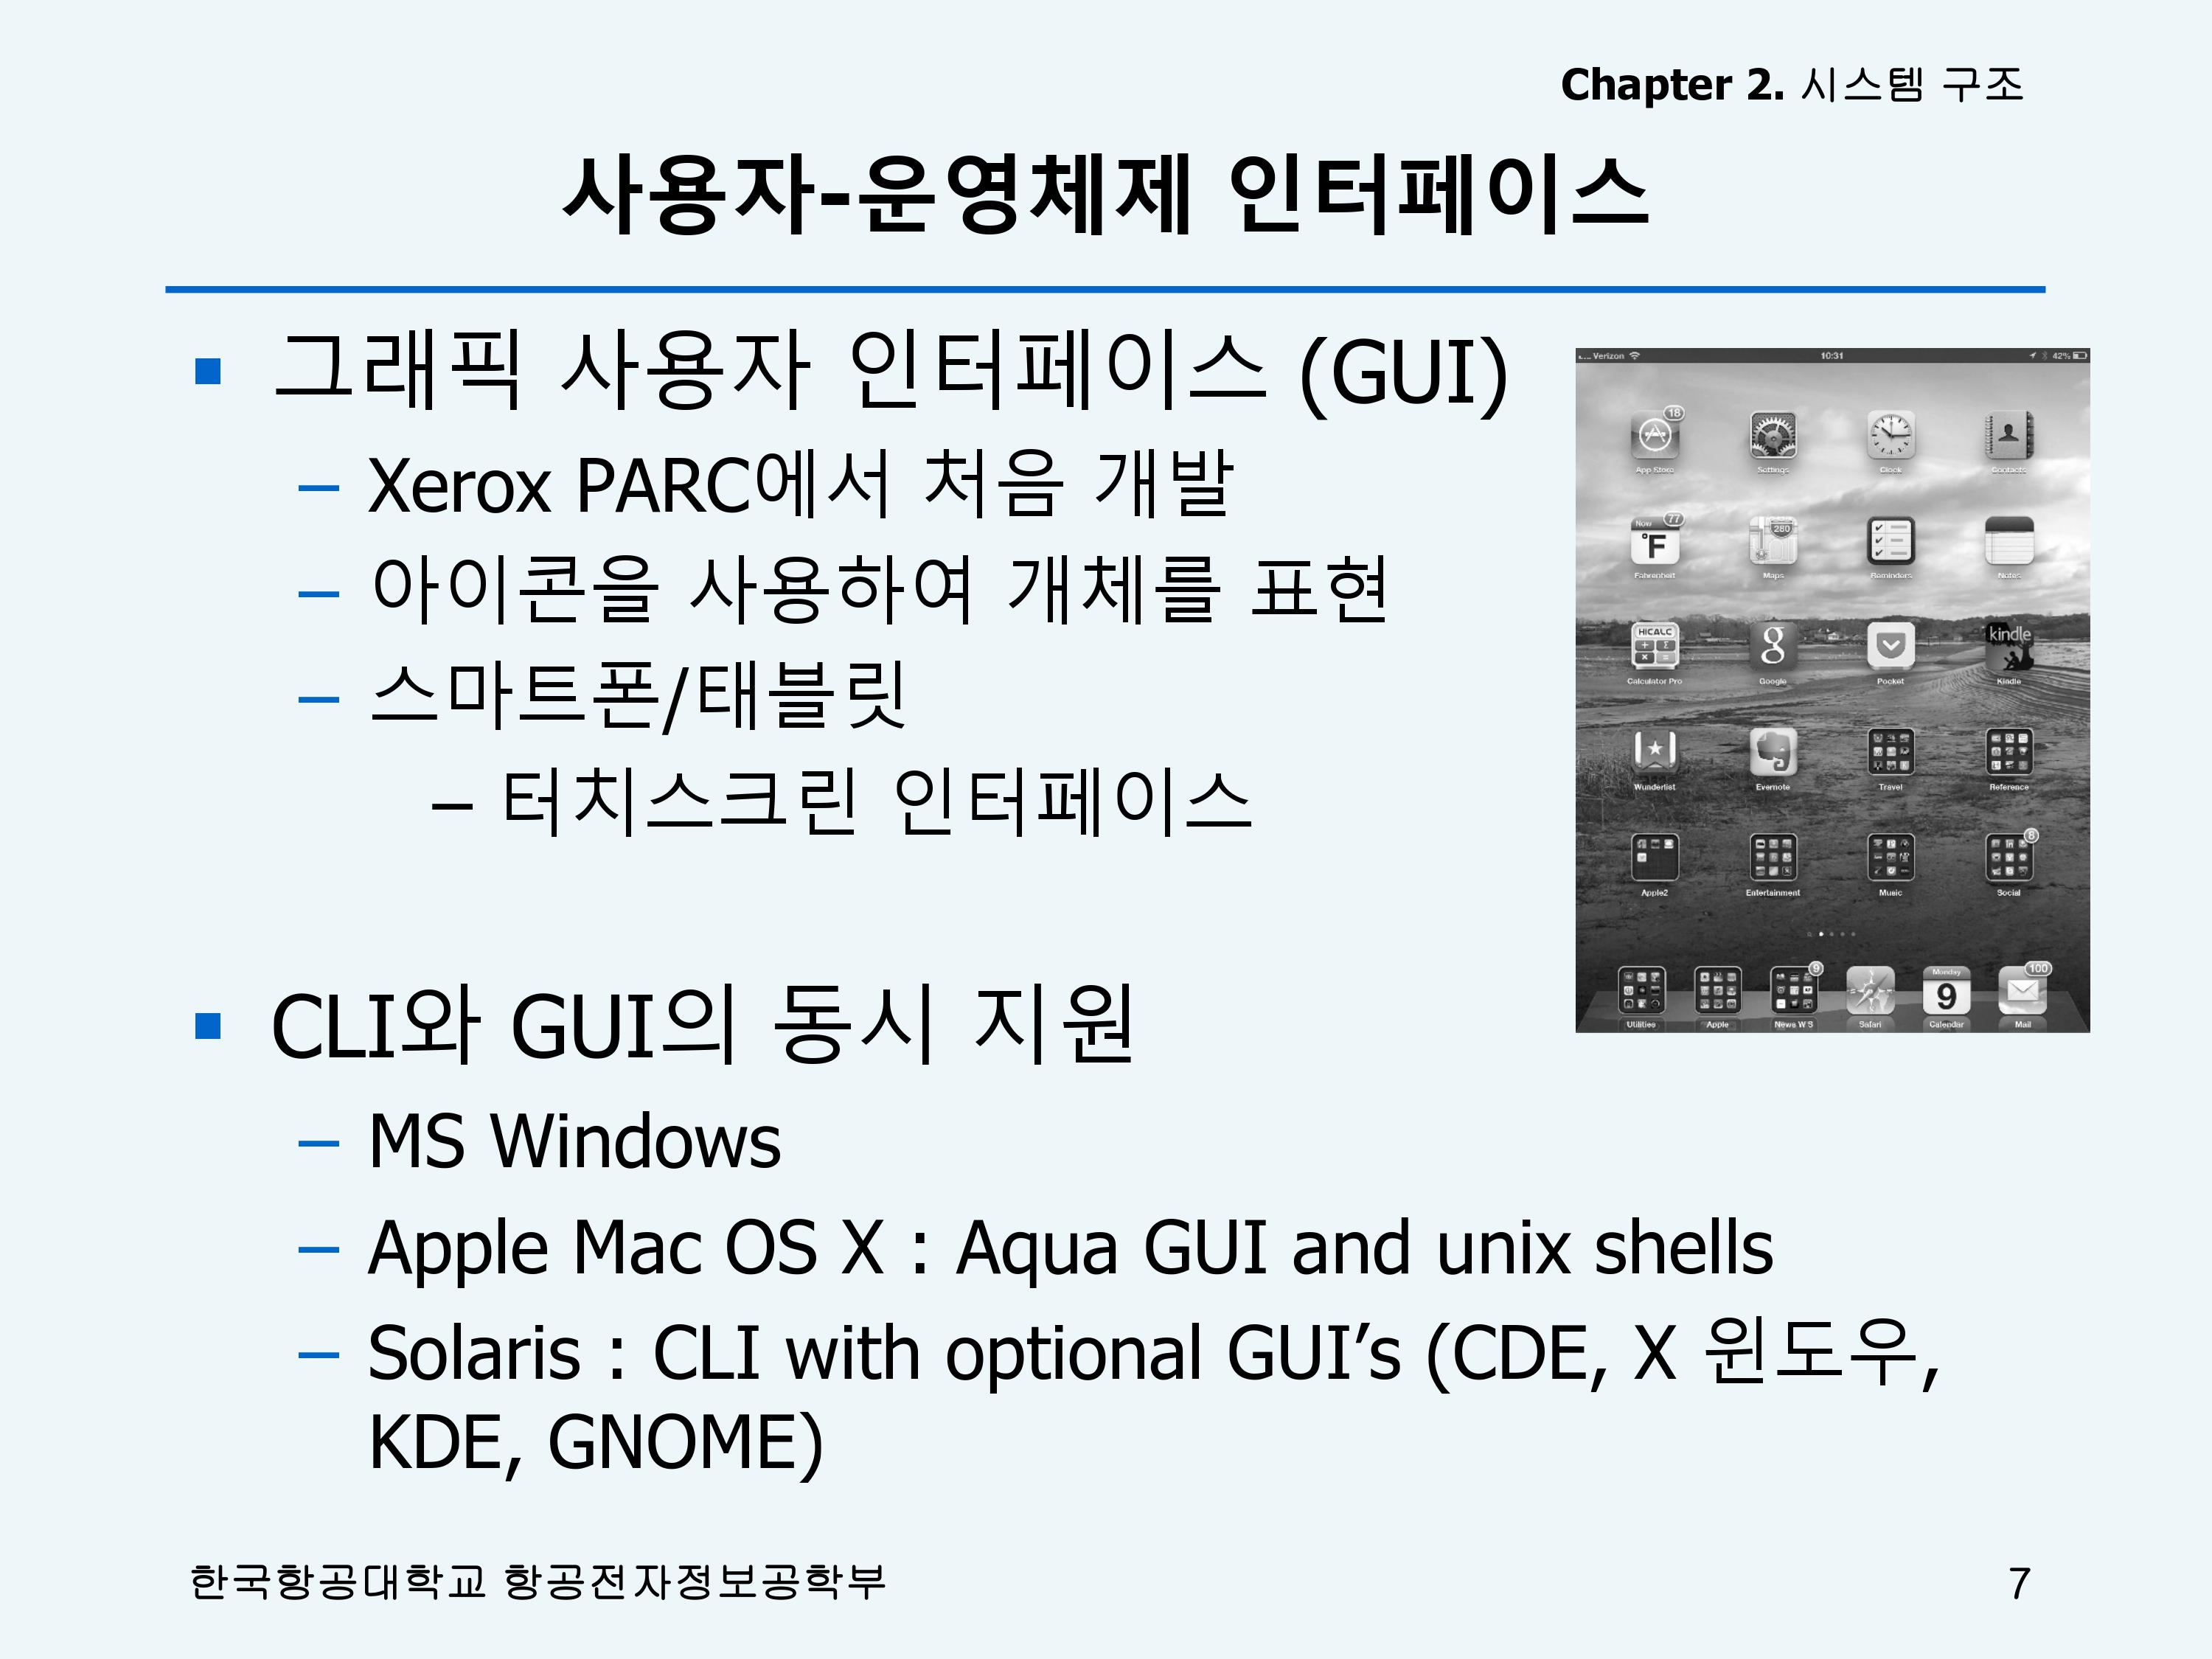 Chapter 2. 시스템 구조
사용자-운영체제 인터페이스
그래픽 사용자 인터페이스 (GUI)
– Xerox PARC에서 처음 개발
– 아이콘을 사용하여 개체를 표현
– 스마트폰/태블릿
– 터치스크린 인터페이스
Verizon 10:31 42%
18
App Store Settings Clock Contacts
Now 77 280
°F
Fahrenheit Maps Reminders Notes
HiCALC g kindle
Calculator Pro Google Pocket Kindle
Wunderlist Evernote Travel Reference
8
Apple2 Entertainment Music Social
9 Monday 100
9
Utilities Apple News W S Safari Calendar Mail
CLI와 GUI의 동시 지원
– MS Windows
– Apple Mac OS X : Aqua GUI and unix shells
– Solaris : CLI with optional GUI’s (CDE, X 윈도우,
KDE, GNOME)
한국항공대학교 항공전자정보공학부 7